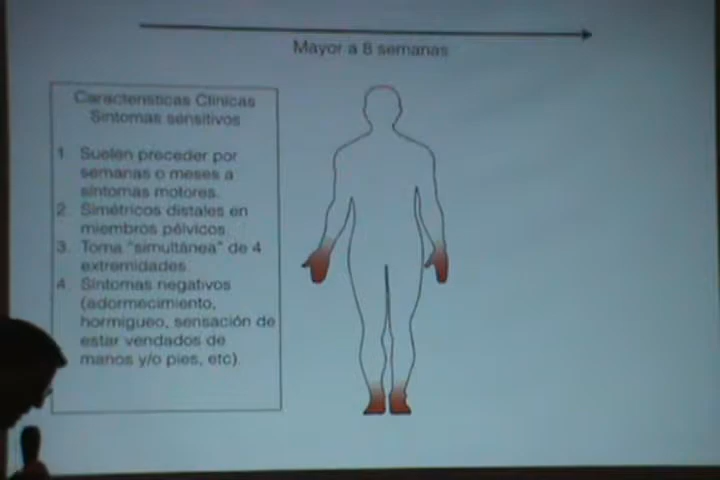 Mayor a 8 semanas
Características Clínicas
Síntomas sensitivos
1. Suelen preceder por
semanas o meses a
síntomas motores.
2. Simétricos distales en
miembros pélvicos.
3. Toma "simultánea" de 4
extremidades.
4. Síntomas negativos
(adormecimiento,
hormigueo, sensación de
estar vendados de
manos y/o pies, etc).